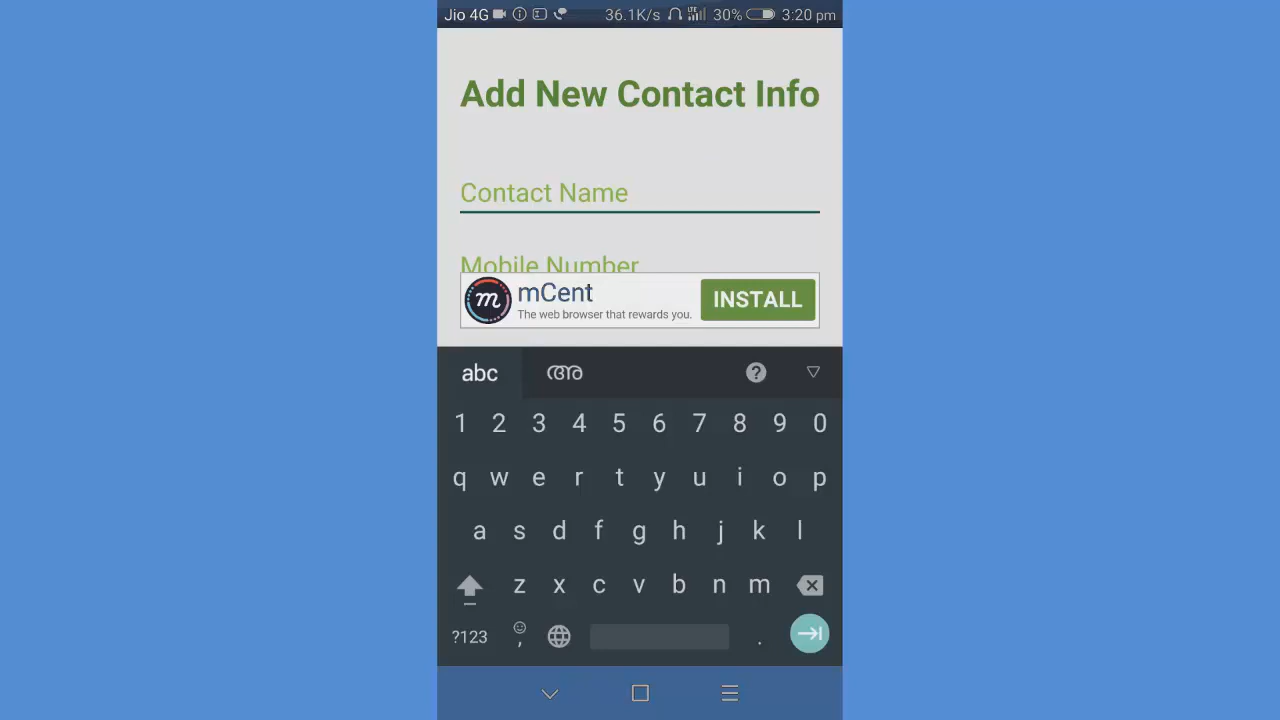 Jio 4G 36.1K/s LTE 30% 3:20 pm
Add New Contact Info
Contact Name
Mobile Number
mCent
The web browser that rewards you.
INSTALL
abc അ ?
1 2 3 4 5 6 7 8 9 0
q w e r t y u i o p
a s d f g h j k l
z x c v b n m
?123 , .